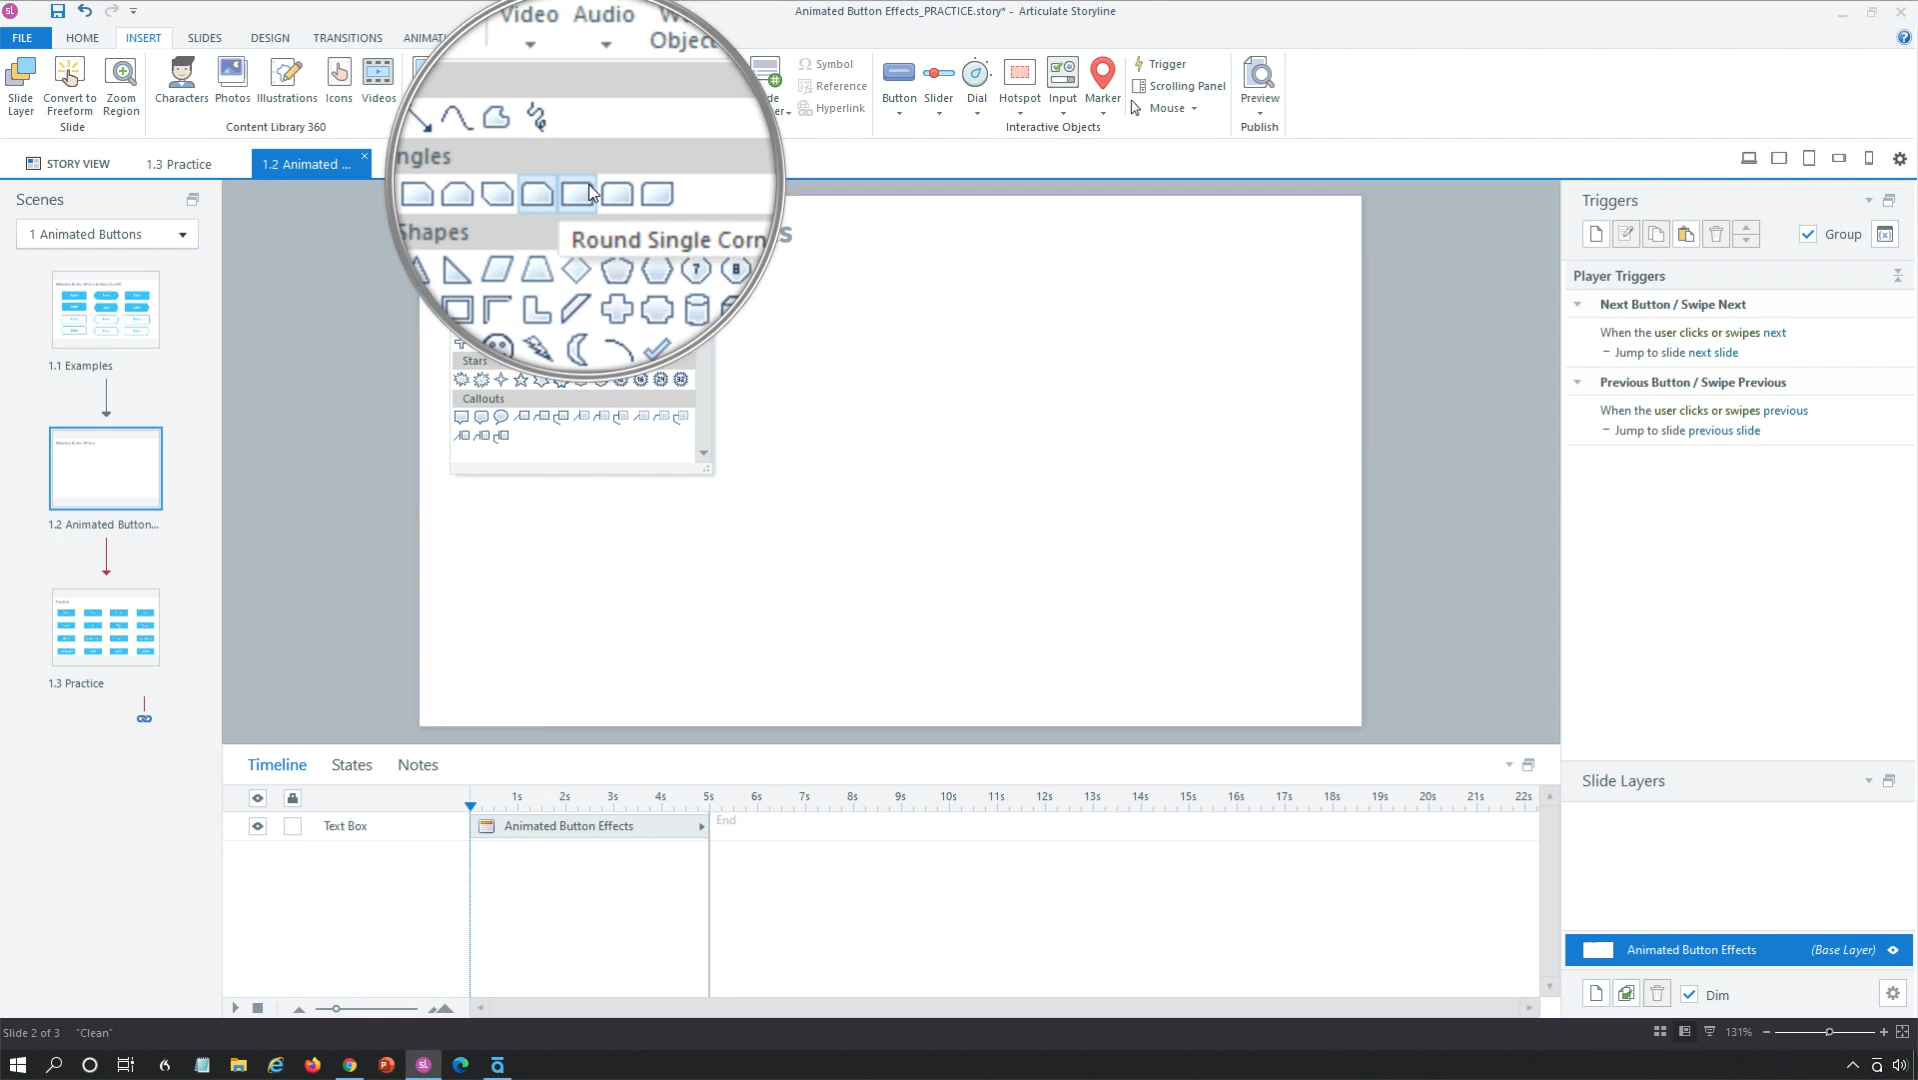 Animated Button Effects_PRACTICE.story* - Articulate Storyline
FILE HOME INSERT SLIDES DESIGN TRANSITIONS
Video Audio
Object
Slide Layer
Convert to Freeform
Zoom Region
Slide
Characters Photos Illustrations Icons Videos
Content Library 360
Symbol
Reference
Hyperlink
Button Slider Dial Hotspot Input Marker
Trigger
Scrolling Panel
Mouse
Interactive Objects
Preview
Publish
STORY VIEW 1.3 Practice 1.2 Animated ...
ngles
Shapes
Round Single Corn
7 8
Stars
Callouts
Scenes
1 Animated Buttons
1.1 Examples
1.2 Animated Button...
Practice
1.3 Practice
Triggers
Group
Player Triggers
Next Button / Swipe Next
When the user clicks or swipes next
– Jump to slide next slide
Previous Button / Swipe Previous
When the user clicks or swipes previous
– Jump to slide previous slide
Timeline States Notes
1s 2s 3s 4s 5s 6s 7s 8s 9s 10s 11s 12s 13s 14s 15s 16s 17s 18s 19s 20s 21s 22s
Text Box Animated Button Effects End
Slide Layers
Animated Button Effects (Base Layer)
Dim
Slide 2 of 3 "Clean" 131%